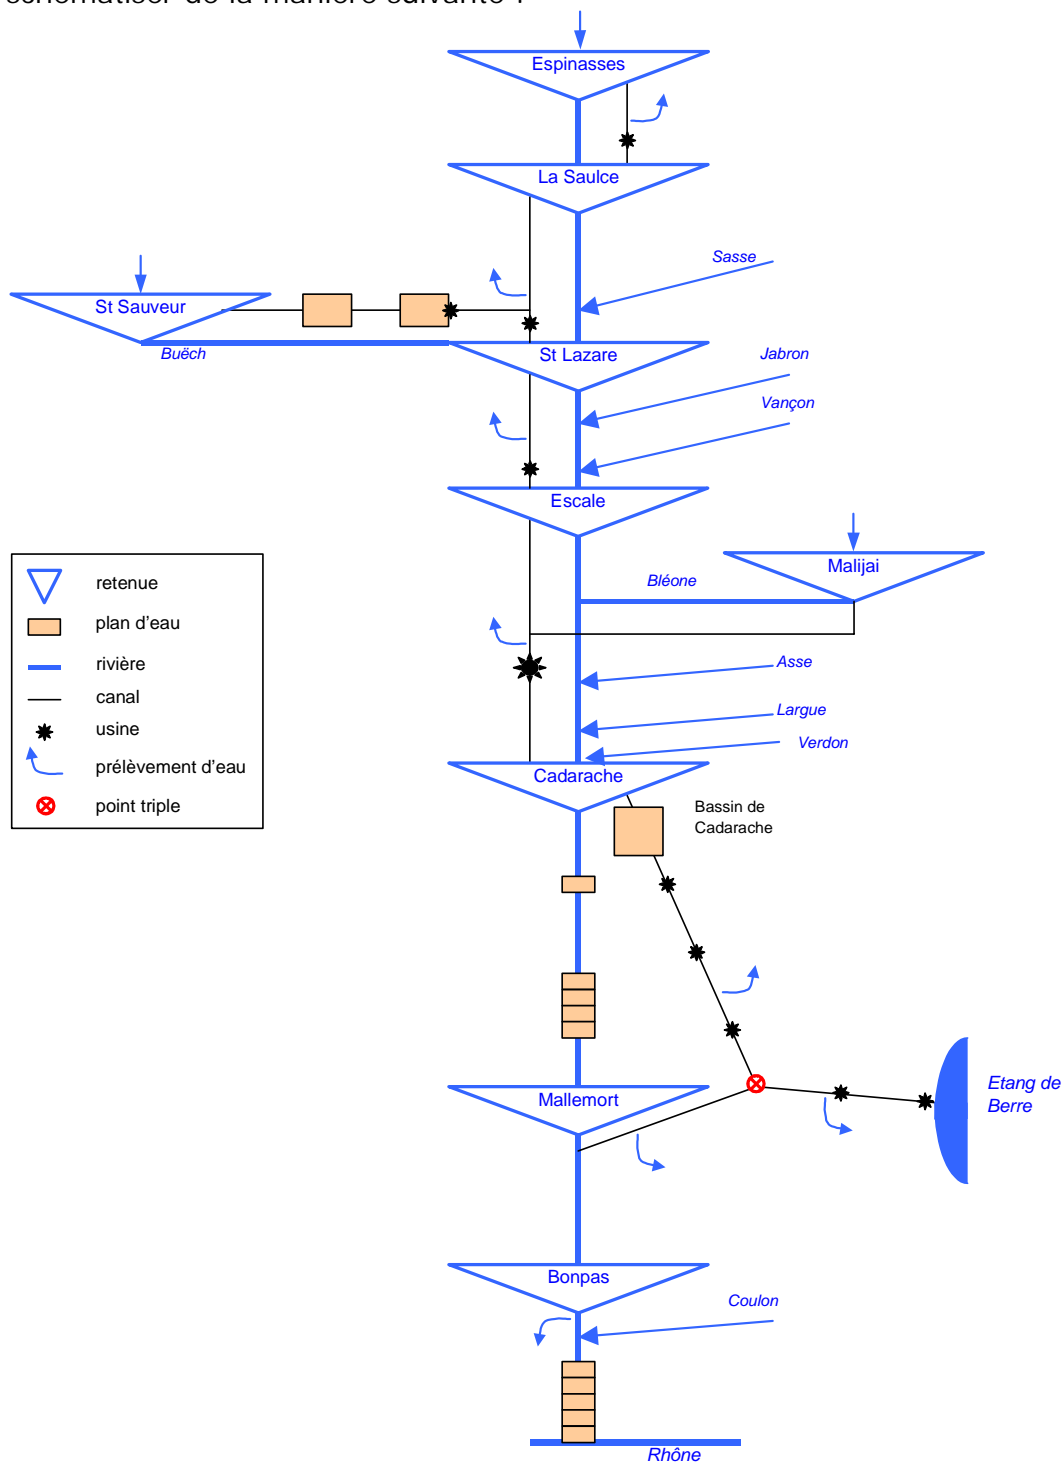 schématiser de la manière suivante :
Espinasses
La Saulce
Sasse
St Sauveur
Buëch
St Lazare
Jabron
Vançon
Escale
Malijai
Bléone
retenue
plan d'eau
rivière
canal
usine
prélèvement d'eau
point triple
Asse
Largue
Verdon
Cadarache
Bassin de
Cadarache
Mallemort
Etang de
Berre
Bonpas
Coulon
Rhône